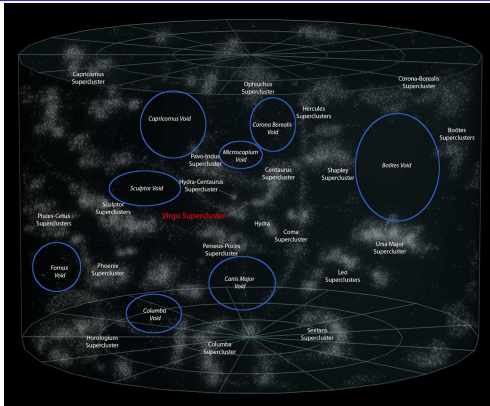 Capricornus
Supercluster
Ophiuchus
Supercluster
Corona-Borealis
Supercluster
Capricornus Void
Corona Borealis
Void
Hercules
Superclusters
Boötes
Superclusters
Microscopium
Void
Pavo-Indus
Supercluster
Boötes Void
Centaurus
Supercluster
Shapley
Supercluster
Sculptor Void
Hydra-Centaurus
Supercluster
Sculptor
Superclusters
Pisces-Cetus
Superclusters
Virgo Supercluster
Hydra
Coma
Supercluster
Perseus-Pisces
Supercluster
Ursa Major
Supercluster
Fornax
Void
Phoenix
Supercluster
Canis Major
Void
Leo
Superclusters
Columba
Void
Horologium
Supercluster
Columba
Supercluster
Sextans
Supercluster